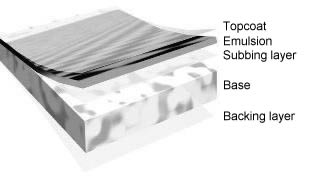 Topcoat
Emulsion
Subbing layer
Base
Backing layer